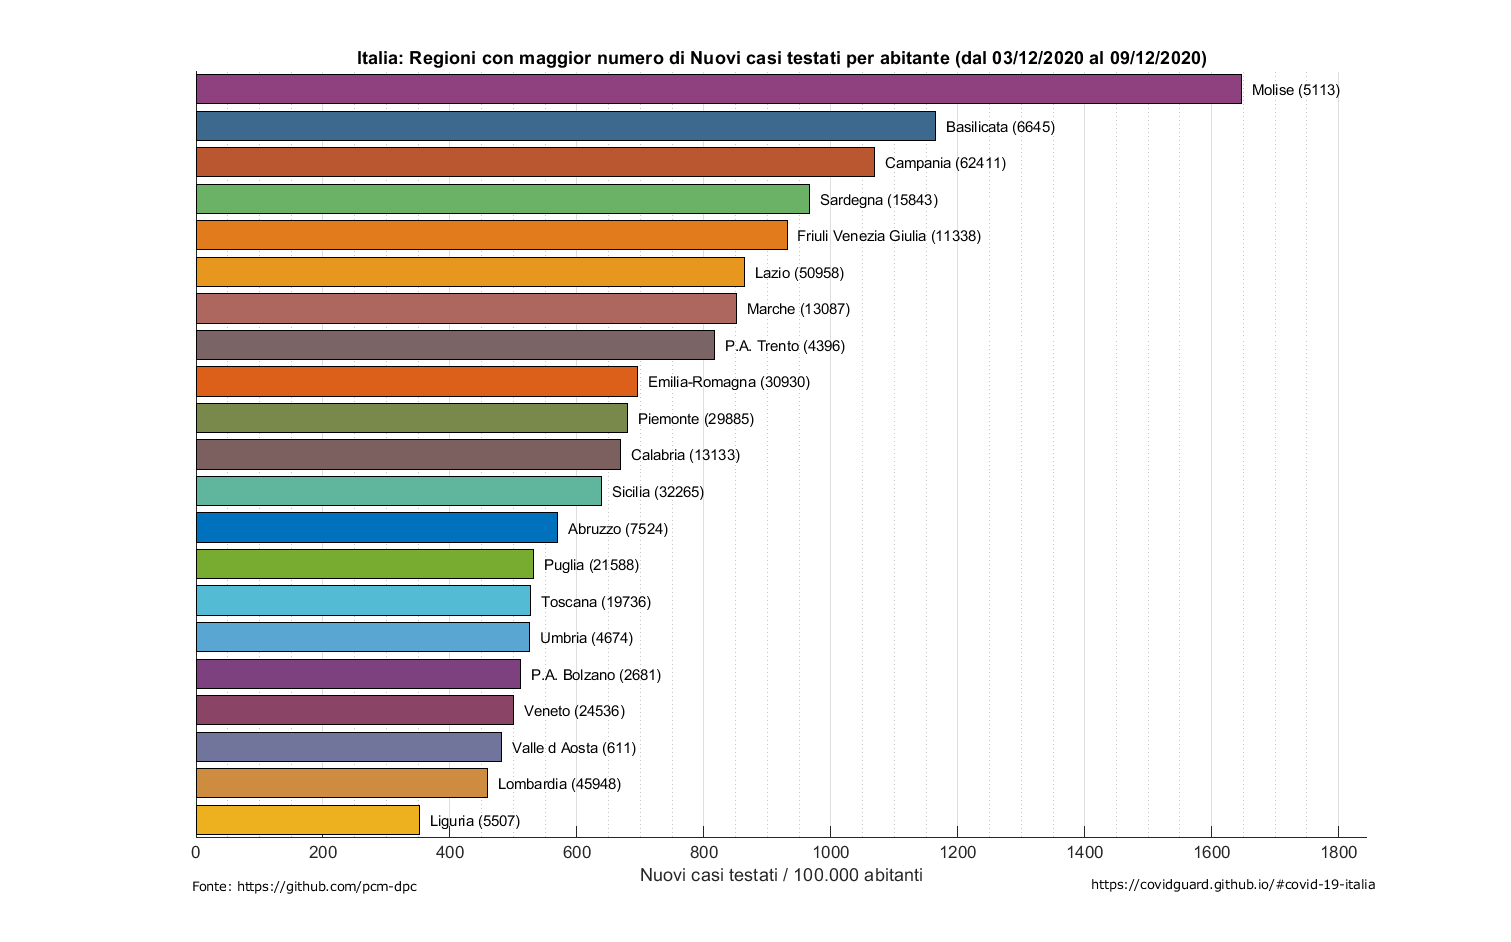 Italia: Regioni con maggior numero di Nuovi casi testati per abitante (dal 03/12/2020 al 09/12/2020)
Molise (5113)
Basilicata (6645)
Campania (62411)
Sardegna (15843)
Friuli Venezia Giulia (11338)
Lazio (50958)
Marche (13087)
P.A. Trento (4396)
Emilia-Romagna (30930)
Piemonte (29885)
Calabria (13133)
Sicilia (32265)
Abruzzo (7524)
Puglia (21588)
Toscana (19736)
Umbria (4674)
P.A. Bolzano (2681)
Veneto (24536)
Valle d Aosta (611)
Lombardia (45948)
Liguria (5507)
0 200 400 600 800 1000 1200 1400 1600 1800
Nuovi casi testati / 100.000 abitanti
Fonte: https://github.com/pcm-dpc
https://covidguard.github.io/#covid-19-italia